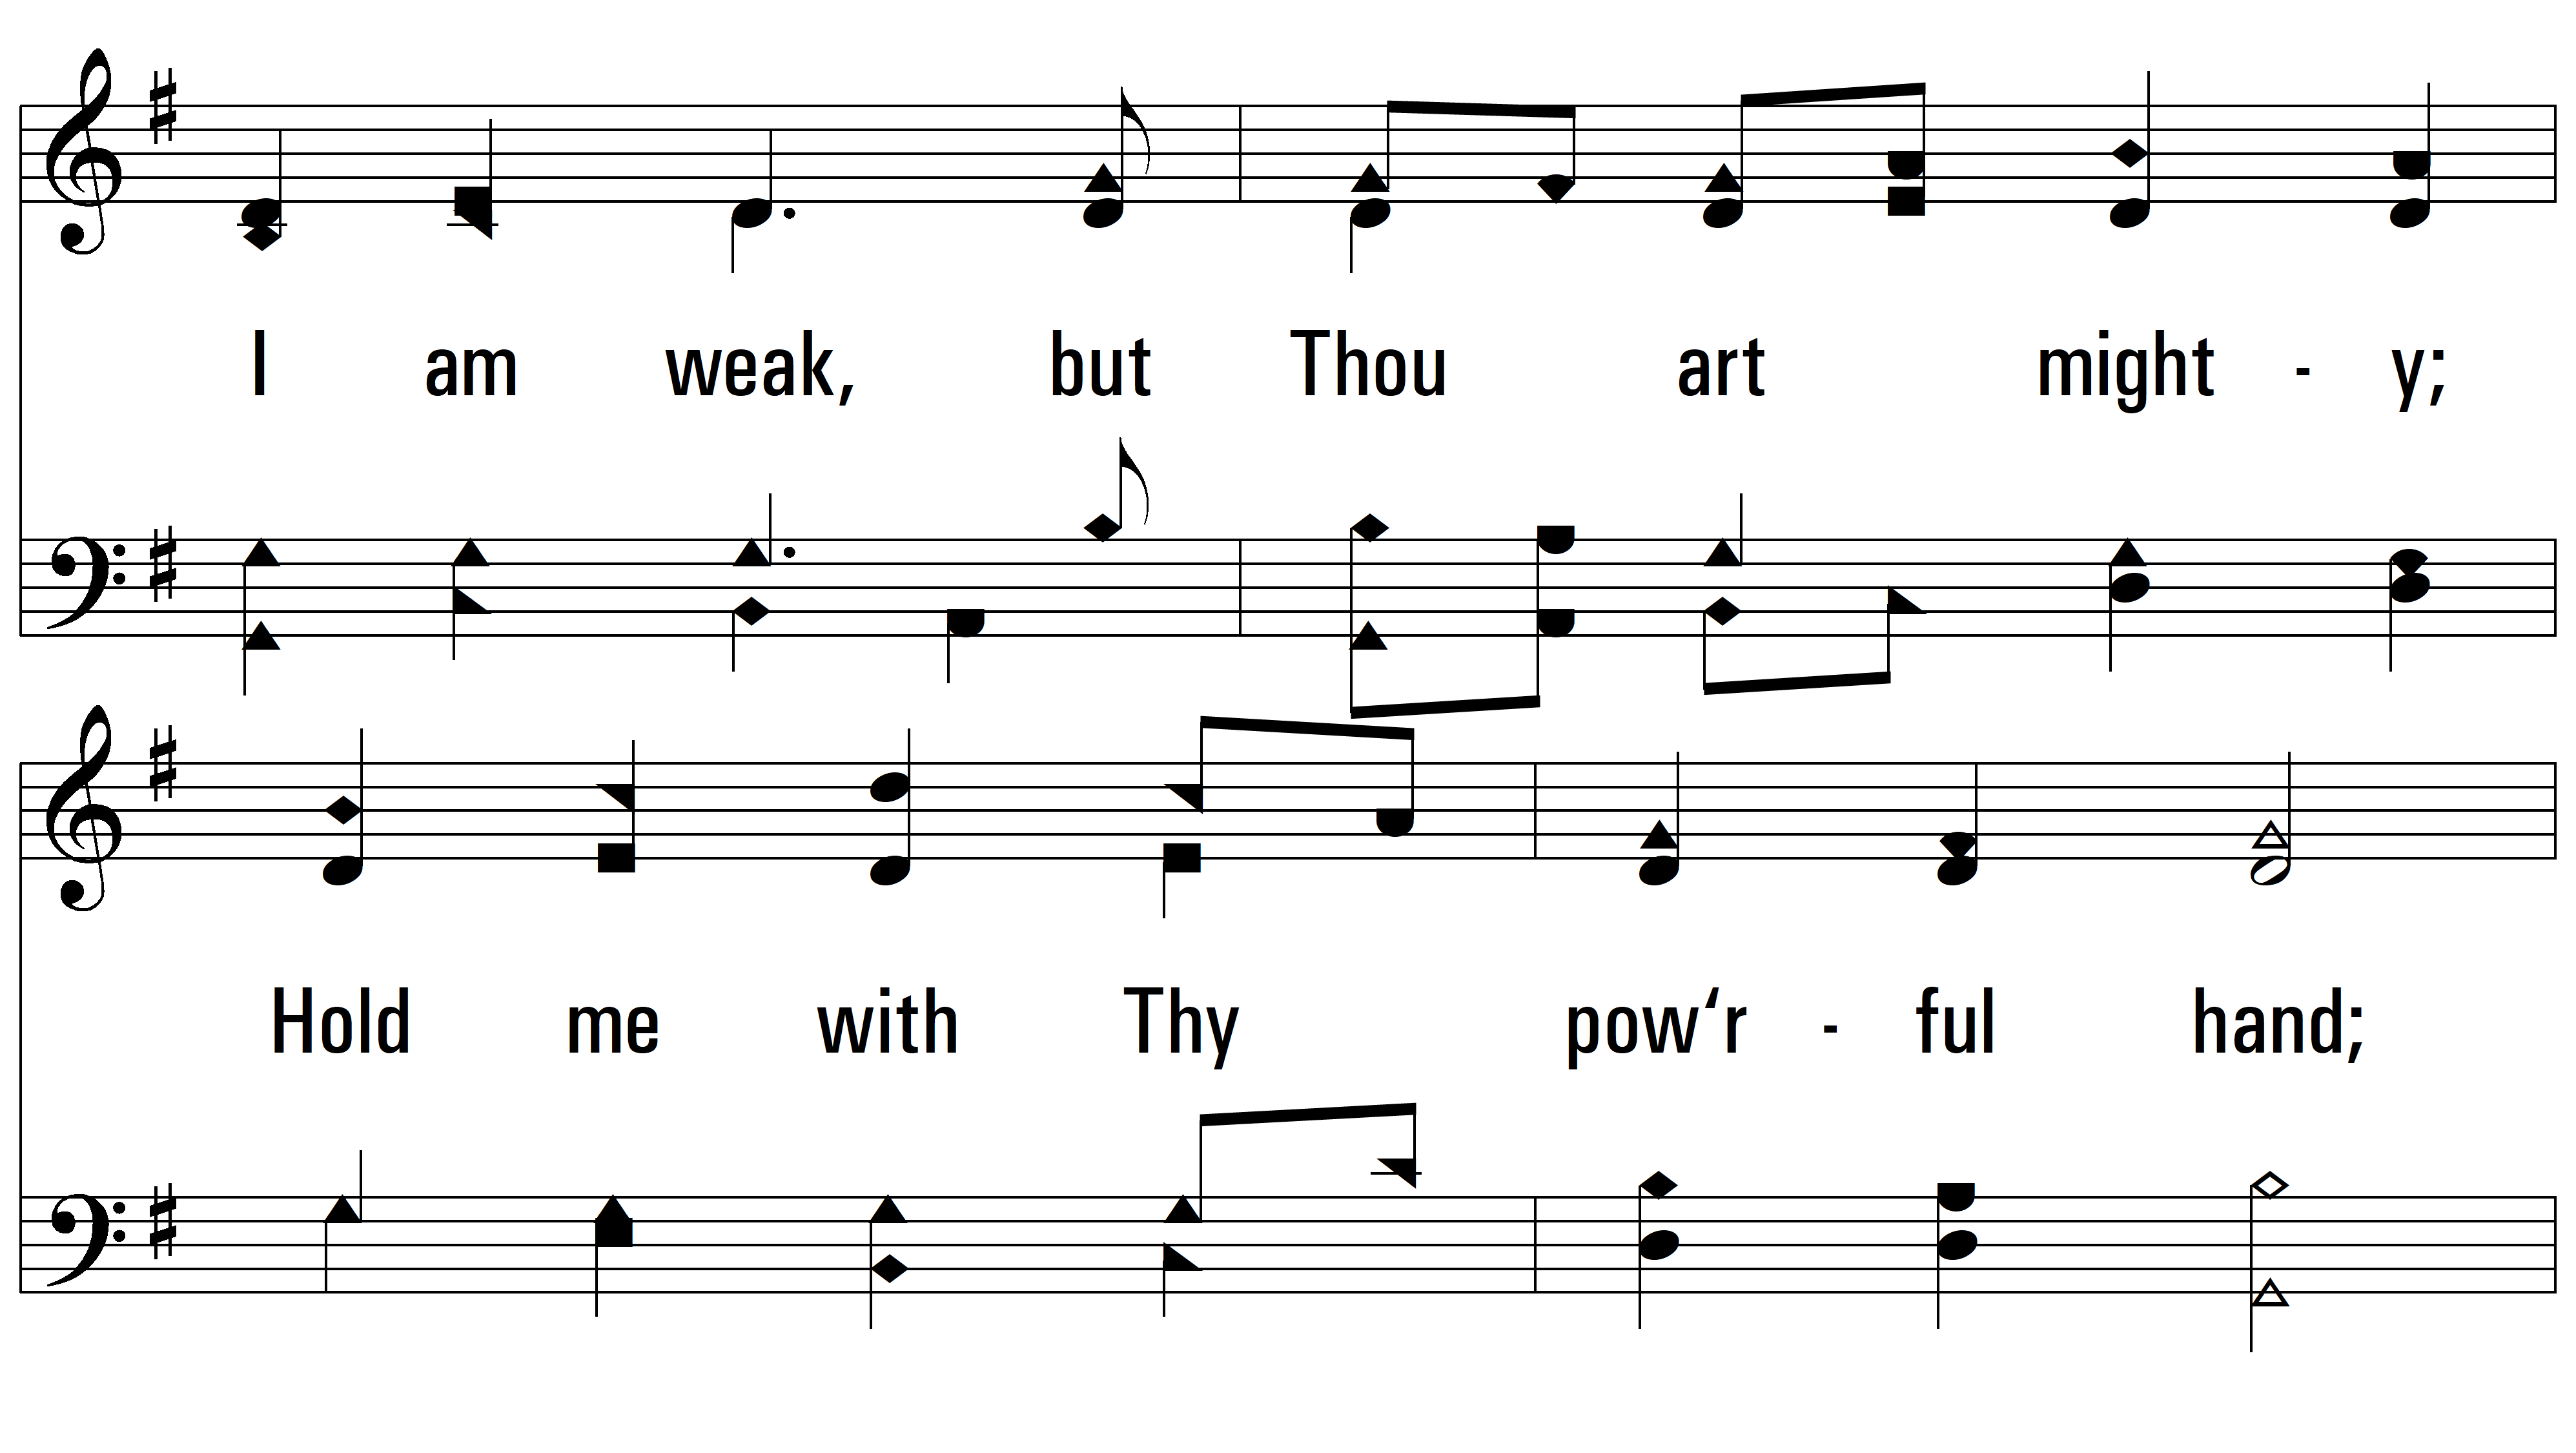 I am weak, but Thou art might - y;
Hold me with Thy pow‘r - ful hand;